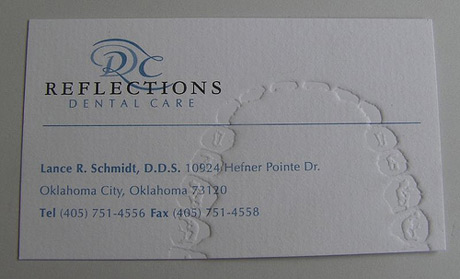 RDC
REFLECTIONS
DENTAL CARE
Lance R. Schmidt, D.D.S. 10924 Hefner Pointe Dr.
Oklahoma City, Oklahoma 73120
Tel (405) 751-4556 Fax (405) 751-4558